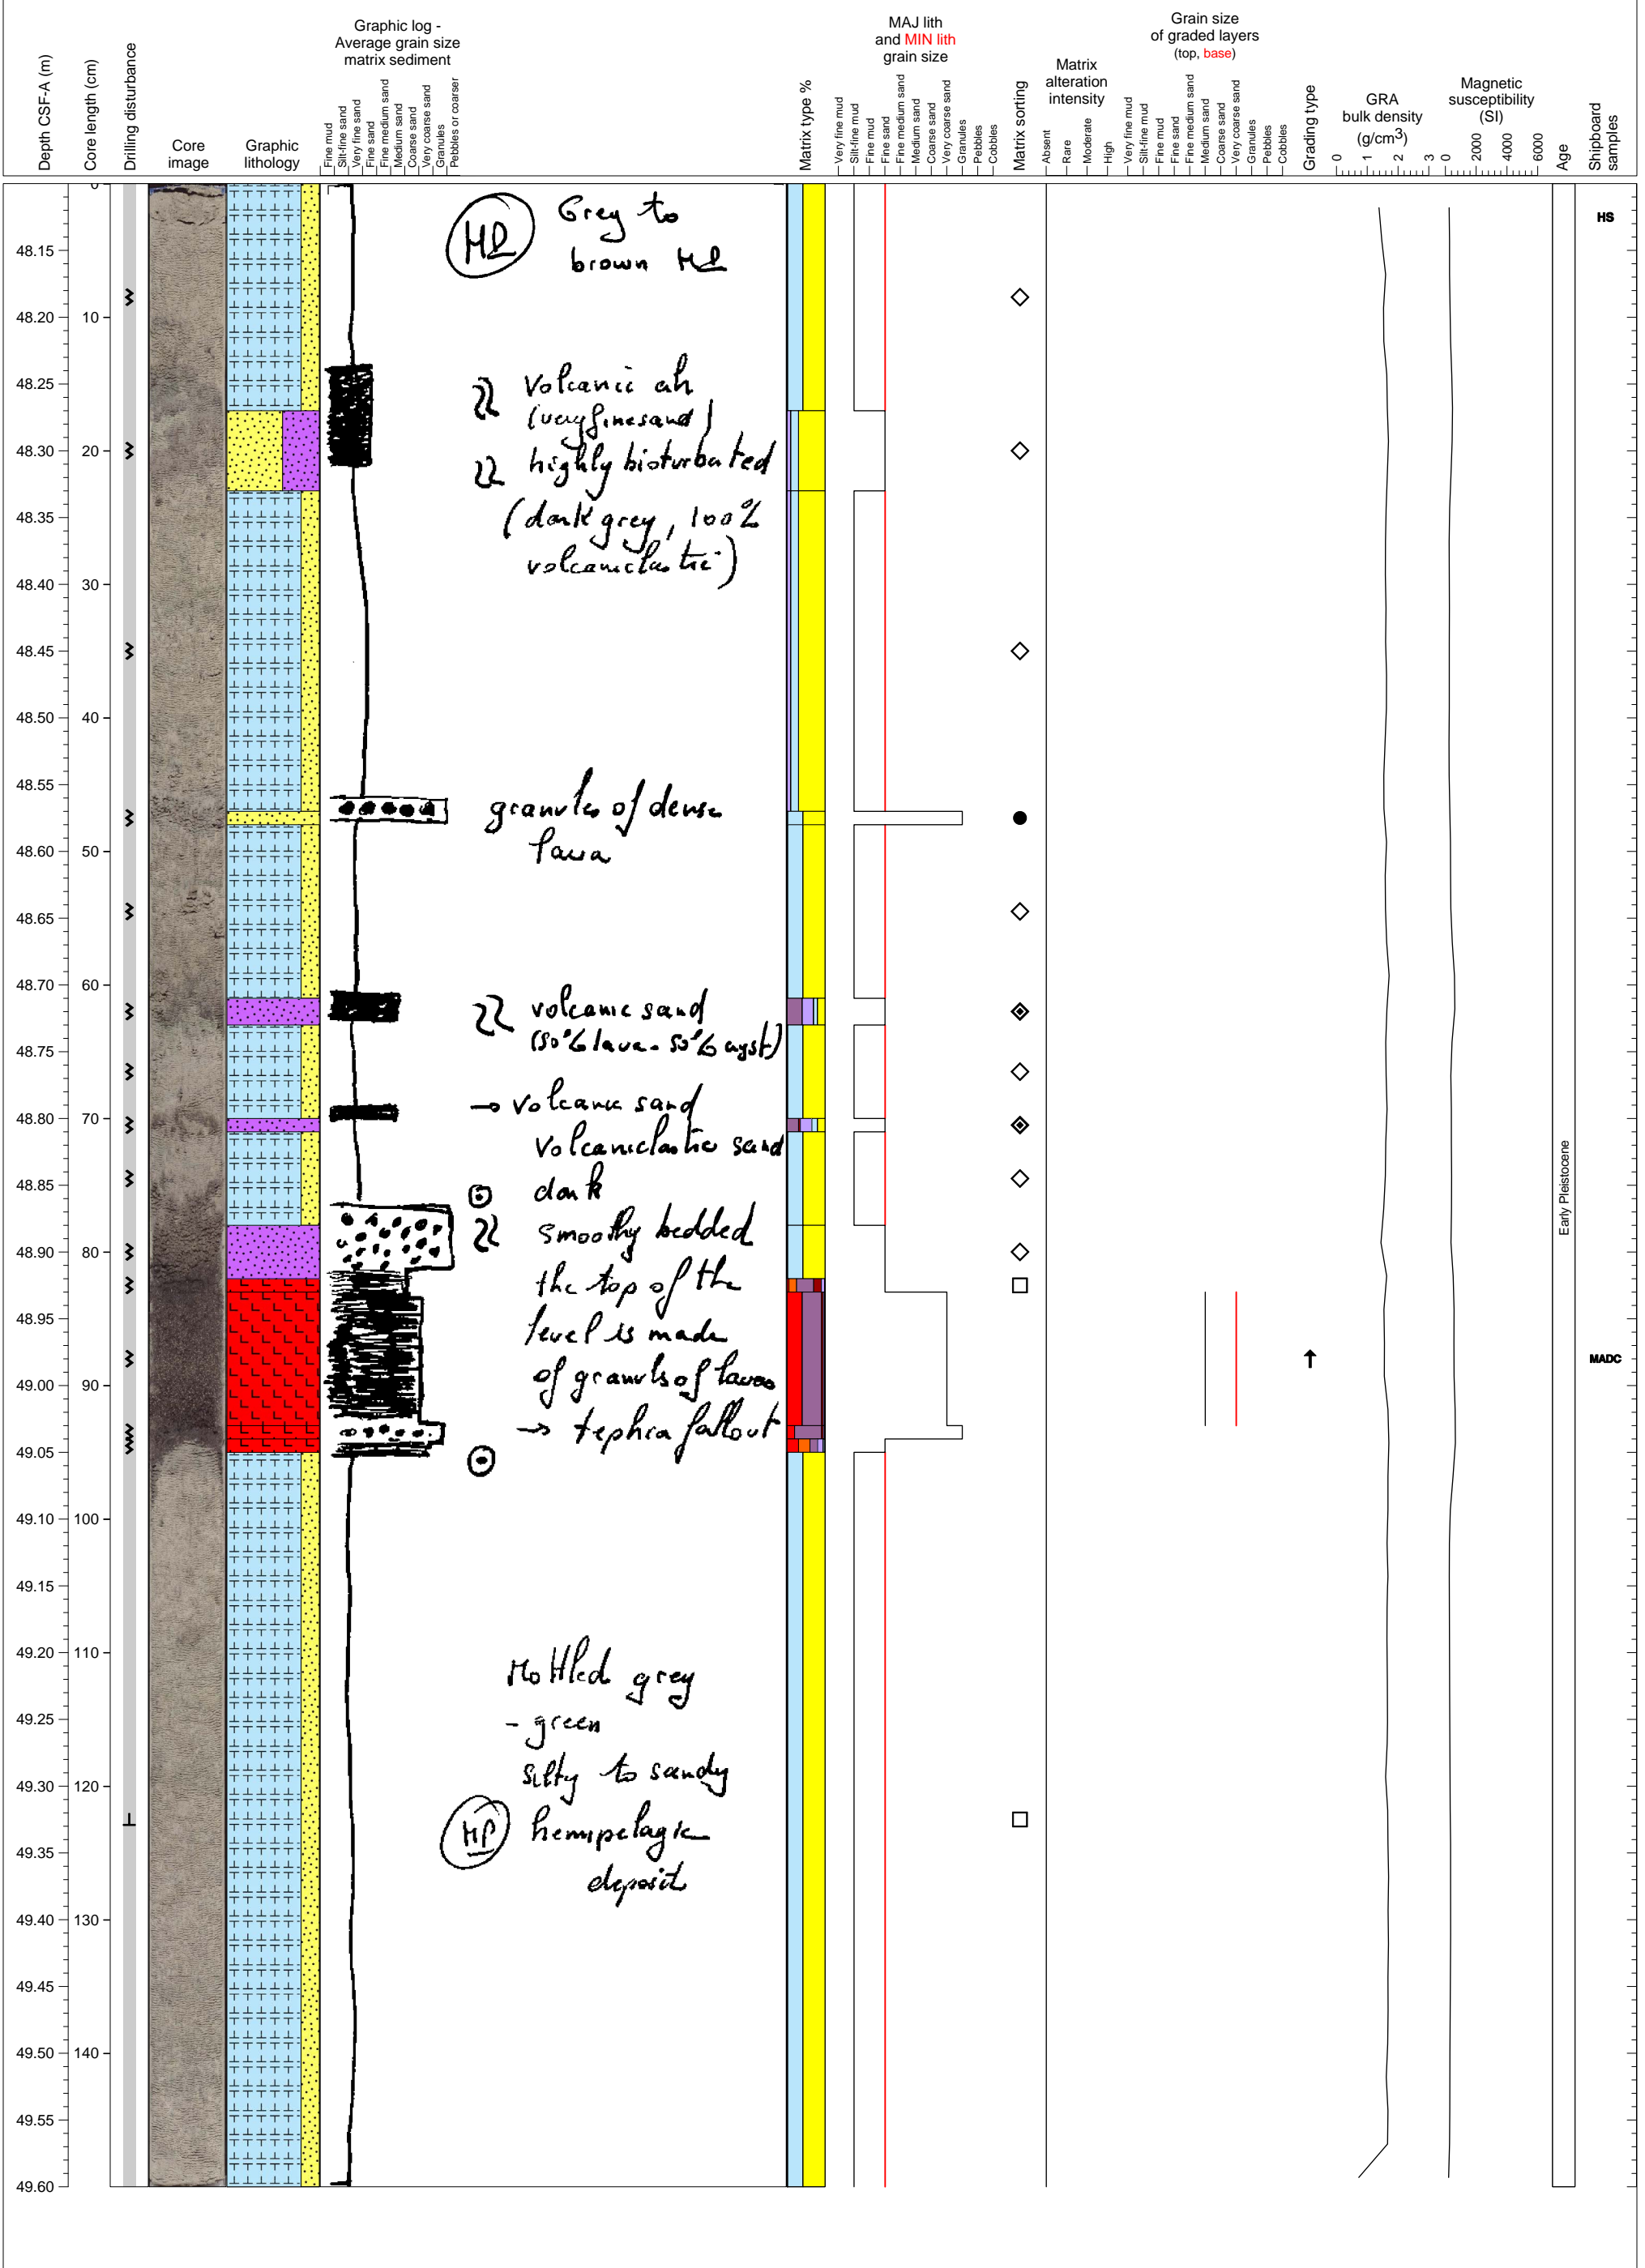 Depth CSF-A (m)
Core length (cm)
Drilling disturbance
Core
image
Graphic
lithology
Graphic log -
Average grain size
matrix sediment
Fine mud
Silt-fine sand
Very fine sand
Fine sand
Fine medium sand
Medium sand
Coarse sand
Very coarse sand
Granules
Pebbles or coarser
Matrix type %
MAJ lith
and MIN lith
grain size
Very fine mud
Silt-fine mud
Fine mud
Fine sand
Fine medium sand
Medium sand
Coarse sand
Very coarse sand
Granules
Pebbles
Cobbles
Matrix sorting
Matrix
alteration
intensity
Absent
Rare
Moderate
High
Grain size
of graded layers
(top, base)
Very fine mud
Silt-fine mud
Fine mud
Fine sand
Fine medium sand
Medium sand
Coarse sand
Very coarse sand
Granules
Pebbles
Cobbles
Grading type
GRA
bulk density
(g/cm3)
0 1 2 3
Magnetic
susceptibility
(SI)
0 2000 4000 6000
Age
Shipboard
samples
0
48.15
48.20 10
48.25
48.30 20
48.35
48.40 30
48.45
48.50 40
48.55
48.60 50
48.65
48.70 60
48.75
48.80 70
48.85
48.90 80
48.95
49.00 90
49.05
49.10 100
49.15
49.20 110
49.25
49.30 120
49.35
49.40 130
49.45
49.50 140
49.55
49.60
Grey to
brown
volcanic ah
(very fine sand)
highly bioturbated
(dark grey, 100%
volcaniclastic)
granules of dense
lava
volcanic sand
(50% lava - 50% cryst)
→ volcanic sand
volcaniclastic sand
dark
smoothy bedded
the top of the
level is made
of granuls of lavas
→ tephra fallout
Mottled grey
- green
silty to sandy
HP hemipelagic
deposit
Early Pleistocene
HS
MADC